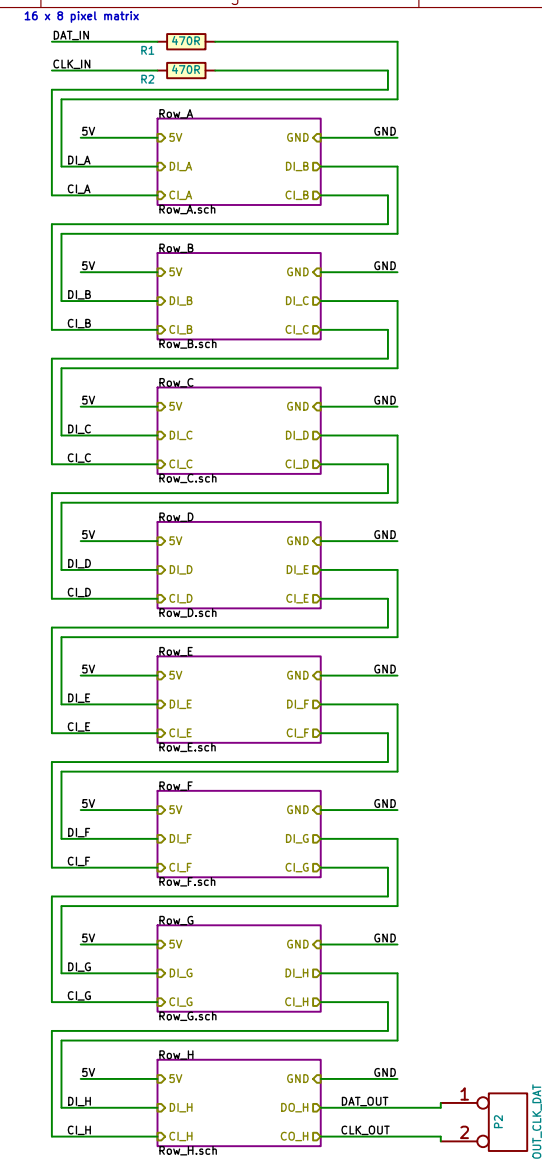 16 x 8 pixel matrix
DAT_IN
R1 470R
CLK_IN
R2 470R
Row_A
5V 5V GND GND
DI_A DI_A DI_B
CI_A CI_A CI_B
Row_A.sch
Row_B
5V 5V GND GND
DI_B DI_B DI_C
CI_B CI_B CI_C
Row_B.sch
Row_C
5V 5V GND GND
DI_C DI_C DI_D
CI_C CI_C CI_D
Row_C.sch
Row_D
5V 5V GND GND
DI_D DI_D DI_E
CI_D CI_D CI_E
Row_D.sch
Row_E
5V 5V GND GND
DI_E DI_E DI_F
CI_E CI_E CI_F
Row_E.sch
Row_F
5V 5V GND GND
DI_F DI_F DI_G
CI_F CI_F CI_G
Row_F.sch
Row_G
5V 5V GND GND
DI_G DI_G DI_H
CI_G CI_G CI_H
Row_G.sch
Row_H
5V 5V GND GND
DI_H DI_H DO_H DAT_OUT 1
CI_H CI_H CO_H CLK_OUT 2
Row_H.sch
P2
OUT_CLK_DAT